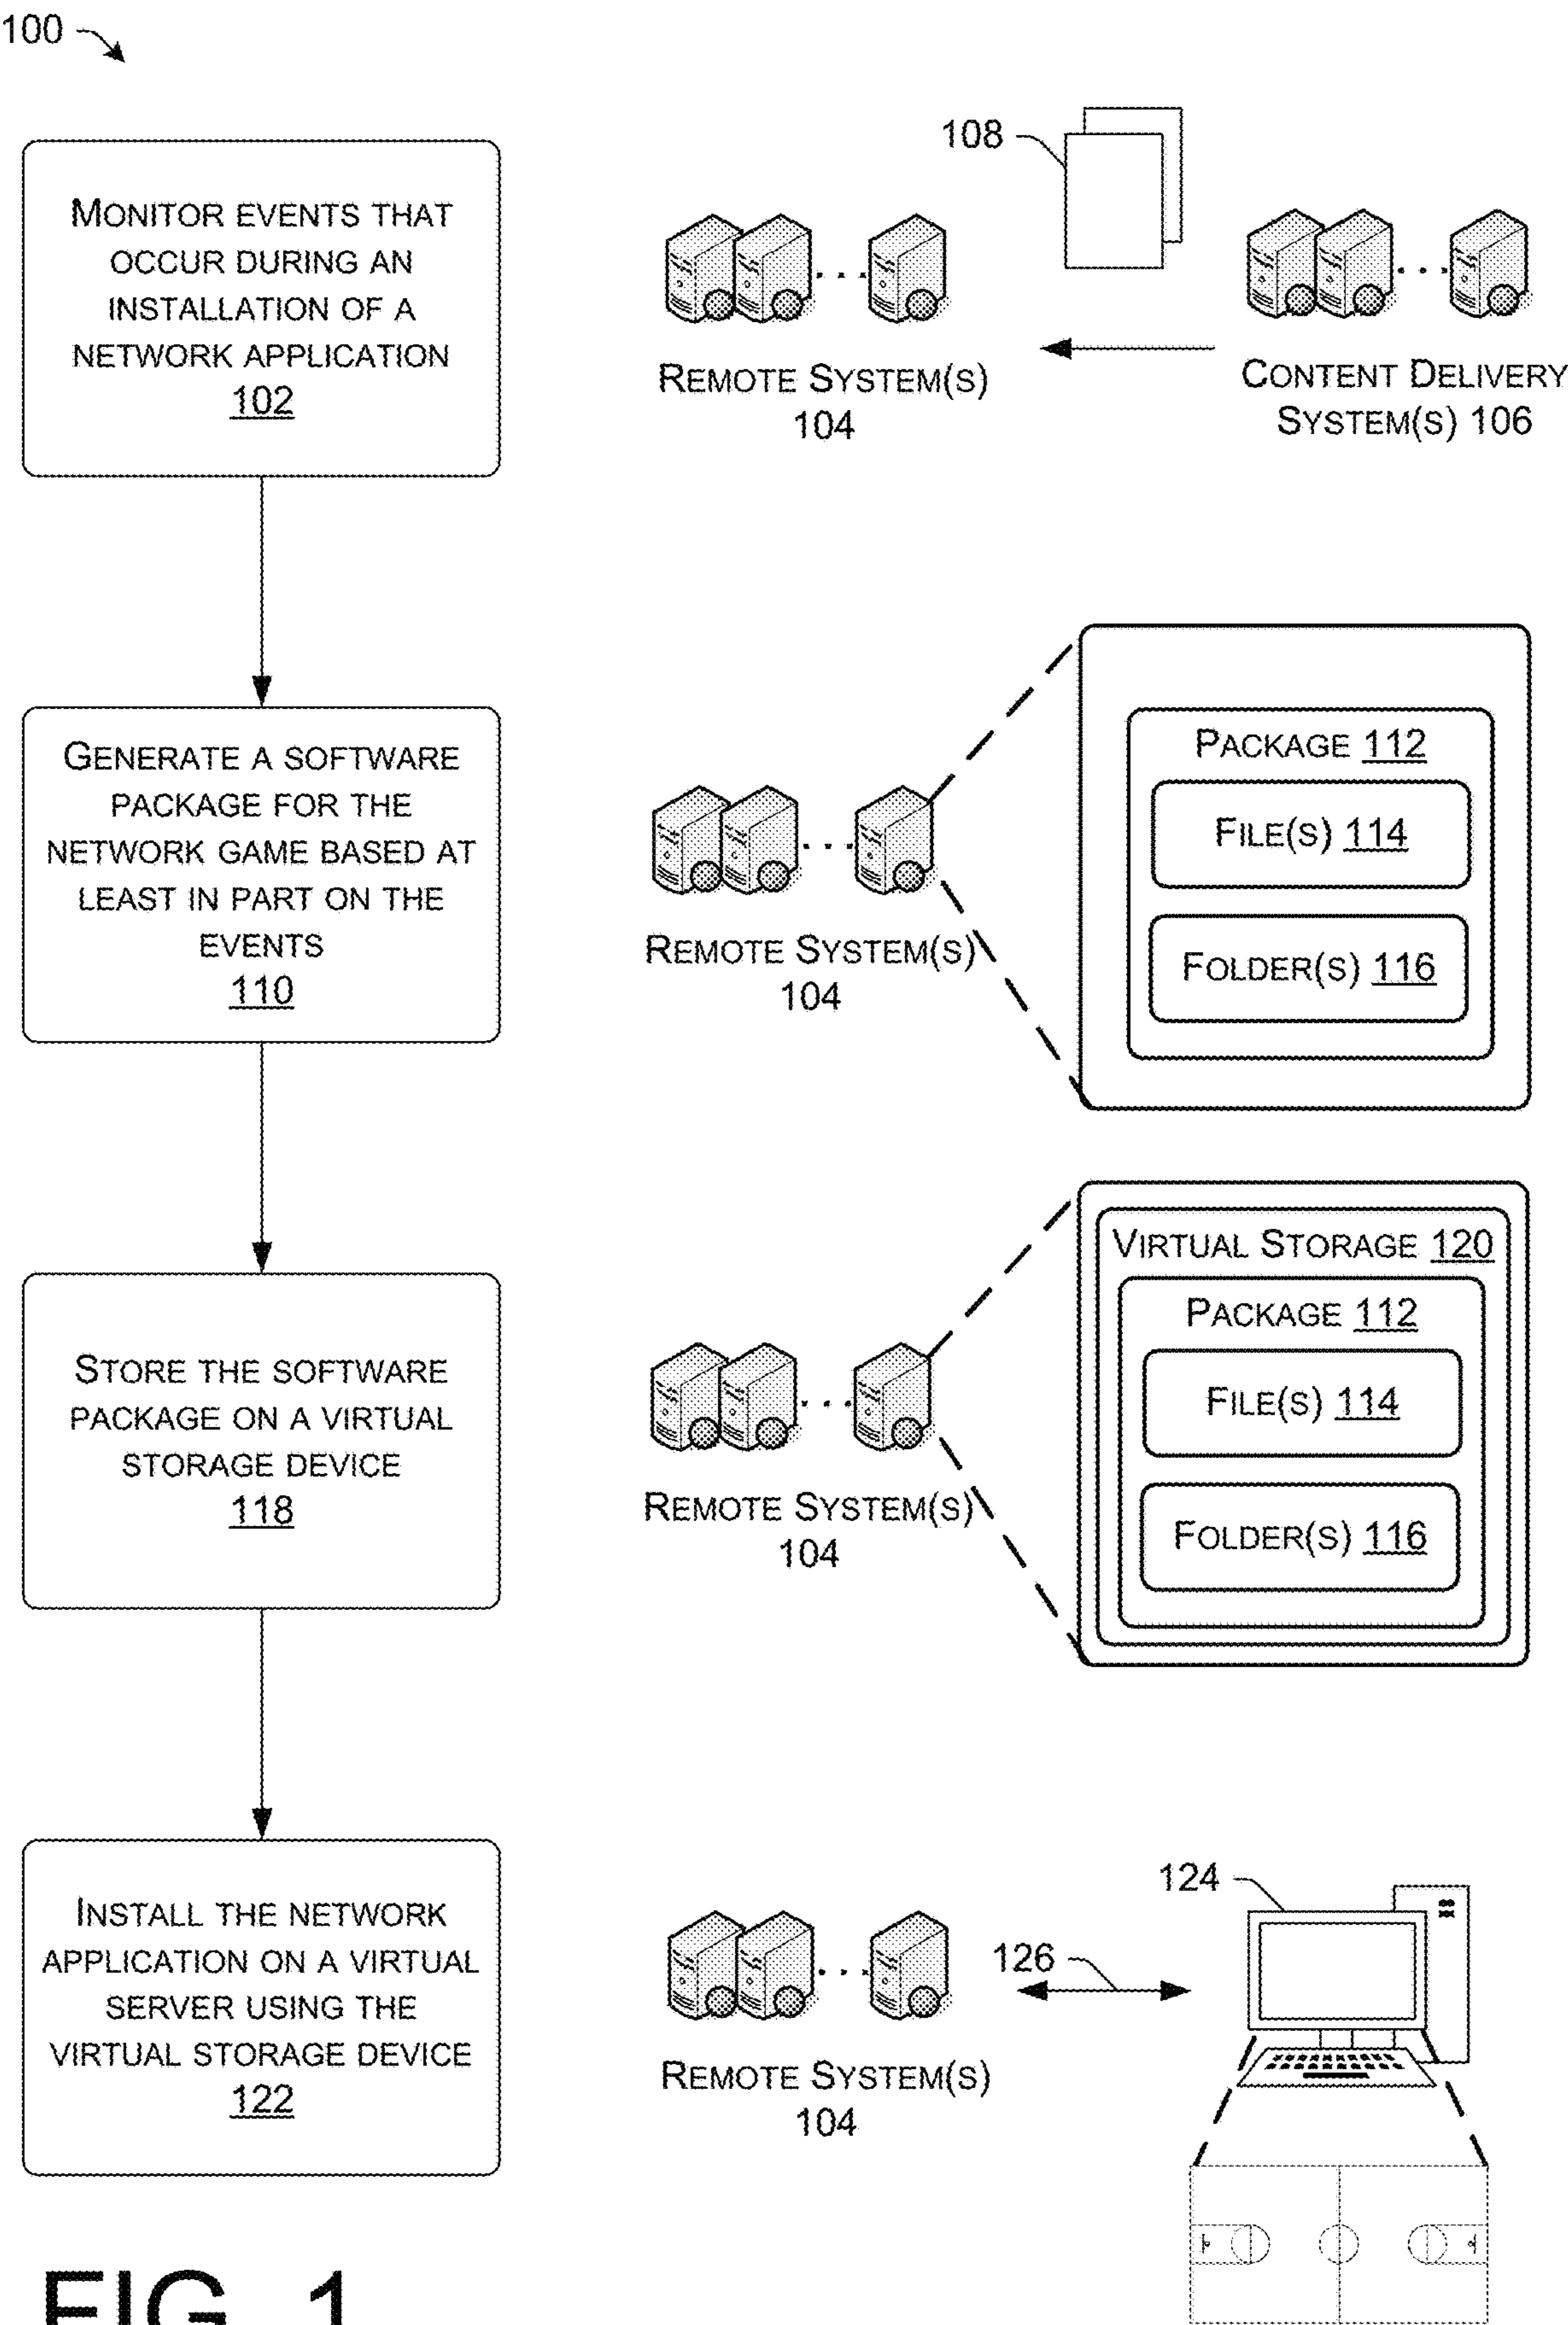 100
MONITOR EVENTS THAT
OCCUR DURING AN
INSTALLATION OF A
NETWORK APPLICATION
102
108
REMOTE SYSTEM(S)
104
CONTENT DELIVERY
SYSTEM(S) 106
GENERATE A SOFTWARE
PACKAGE FOR THE
NETWORK GAME BASED AT
LEAST IN PART ON THE
EVENTS
110
REMOTE SYSTEM(S)
104
PACKAGE 112
FILE(S) 114
FOLDER(S) 116
STORE THE SOFTWARE
PACKAGE ON A VIRTUAL
STORAGE DEVICE
118
REMOTE SYSTEM(S)
104
VIRTUAL STORAGE 120
PACKAGE 112
FILE(S) 114
FOLDER(S) 116
INSTALL THE NETWORK
APPLICATION ON A VIRTUAL
SERVER USING THE
VIRTUAL STORAGE DEVICE
122
REMOTE SYSTEM(S)
104
126
124
FIG. 1